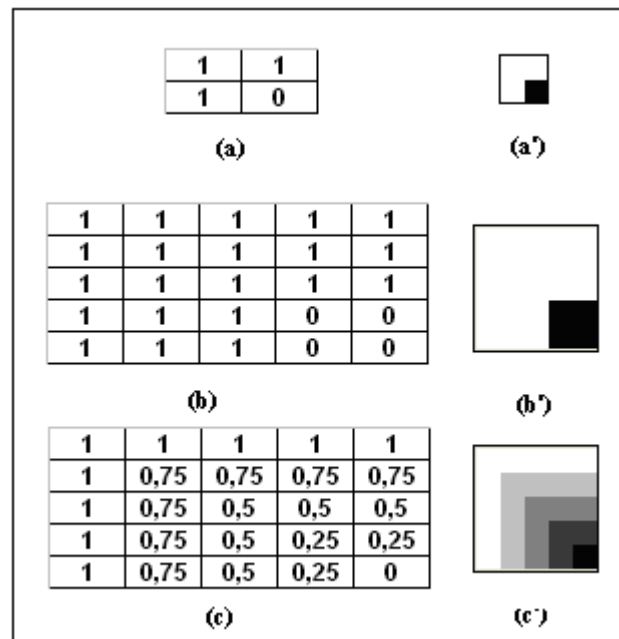 1 1
1 0
(a) (a')
1 1 1 1 1
1 1 1 1 1
1 1 1 1 1
1 1 1 0 0
1 1 1 0 0
(b) (b')
1 1 1 1 1
1 0,75 0,75 0,75 0,75
1 0,75 0,5 0,5 0,5
1 0,75 0,5 0,25 0,25
1 0,75 0,5 0,25 0
(c) (c')